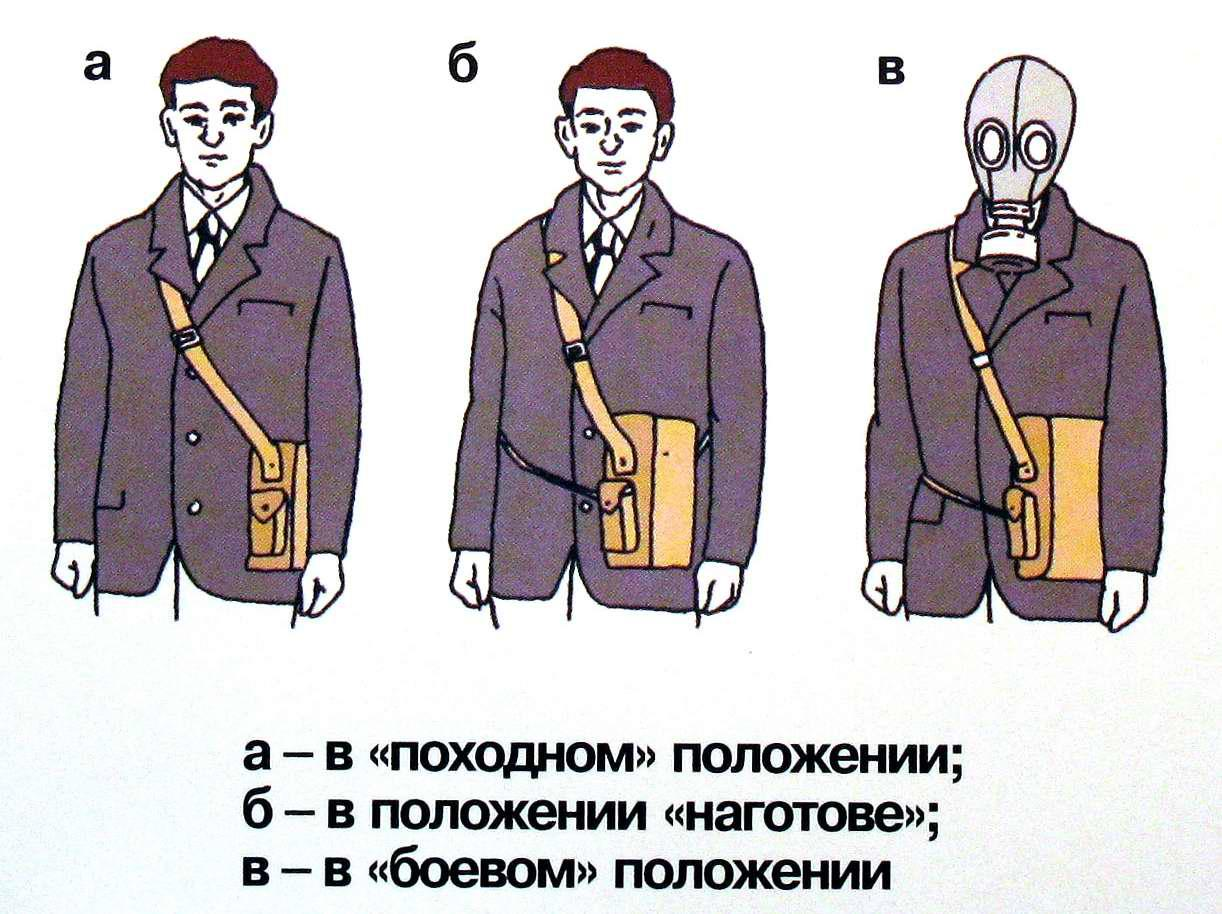 а
б
в
а – в «походном» положении;
б – в положении «наготове»;
в – в «боевом» положении